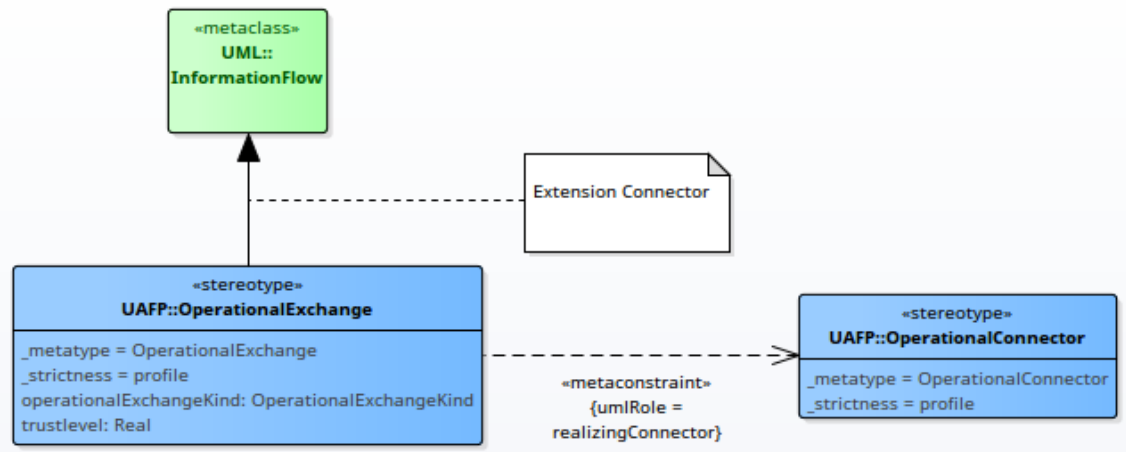 «metaclass»
UML::
InformationFlow
Extension Connector
«stereotype»
UAFP::OperationalExchange
_metatype = OperationalExchange
_strictness = profile
operationalExchangeKind: OperationalExchangeKind
trustlevel: Real
«metaconstraint»
{umlRole =
realizingConnector}
«stereotype»
UAFP::OperationalConnector
_metatype = OperationalConnector
_strictness = profile